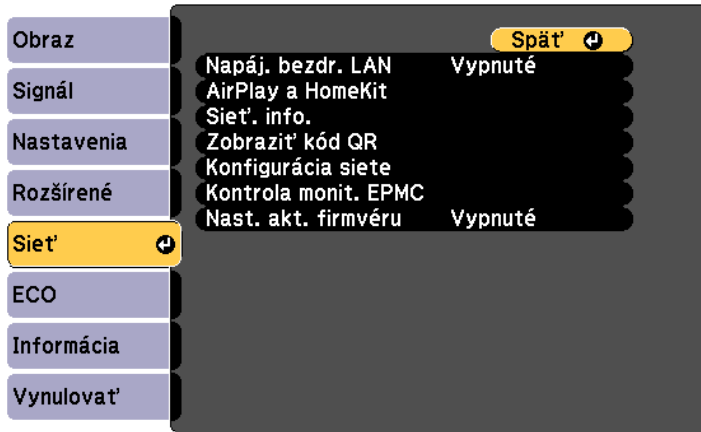 Obraz
Signál
Nastavenia
Rozšírené
Sieť
ECO
Informácia
Vynulovať
Späť
Napáj. bezdr. LAN Vypnuté
AirPlay a HomeKit
Sieť. info.
Zobraziť kód QR
Konfigurácia siete
Kontrola monit. EPMC
Nast. akt. firmvéru Vypnuté